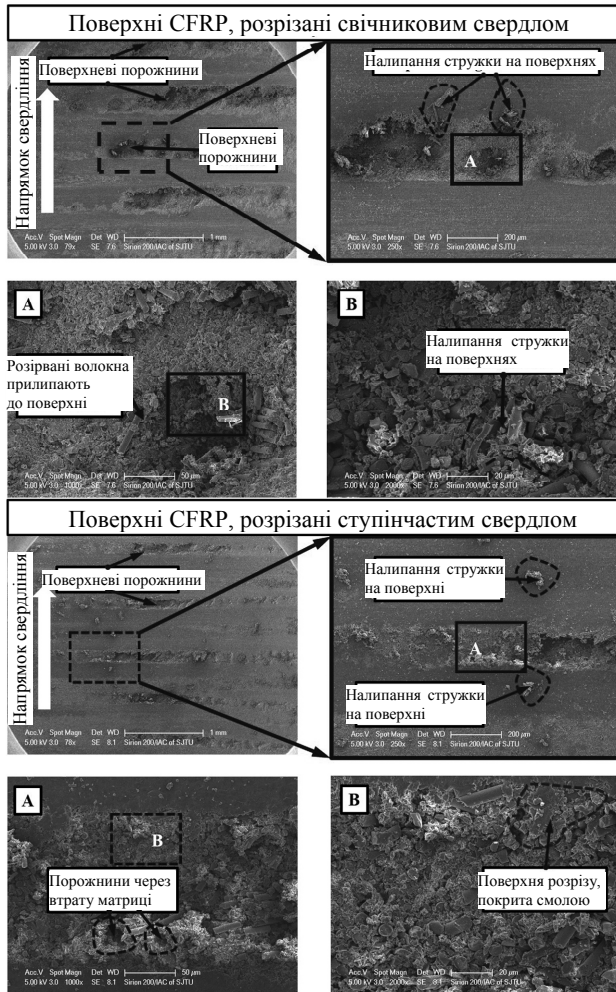 Поверхні CFRP, розрізані свічниковим свердлом
Поверхневі порожнини
Напрямок свердління
Поверхневі
порожнини
Acc.V Spot Magn Det WD 1 mm
5.00 kV 3.0 79x SE 7.6 Sirion 200/IAC of SJTU
Налипання стружки на поверхнях
A
Acc.V Spot Magn Det WD 200 µm
5.00 kV 3.0 250x SE 7.6 Sirion 200/IAC of SJTU
A
Розірвані волокна
прилипають
до поверхні
B
Acc.V Spot Magn Det WD 50 µm
5.00 kV 3.0 1000x SE 7.6 Sirion 200/IAC of SJTU
B
Налипання стружки
на поверхнях
Acc.V Spot Magn Det WD 20 µm
5.00 kV 3.0 2000x SE 7.6 Sirion 200/IAC of SJTU
Поверхні CFRP, розрізані ступінчастим свердлом
Поверхневі порожнини
Напрямок свердління
Acc.V Spot Magn Det WD 1 mm
5.00 kV 3.0 78x SE 8.1 Sirion 200/IAC of SJTU
Налипання стружки
на поверхні
A
Налипання стружки
на поверхні
Acc.V Spot Magn Det WD 200 µm
5.00 kV 3.0 250x SE 8.1 Sirion 200/IAC of SJTU
A
B
Порожнини через
втрату матриці
Acc.V Spot Magn Det WD 50 µm
5.00 kV 3.0 1000x SE 8.1 Sirion 200/IAC of SJTU
B
Поверхня розрізу,
покрита смолою
Acc.V Spot Magn Det WD 20 µm
5.00 kV 3.0 2000x SE 8.1 Sirion 200/IAC of SJTU